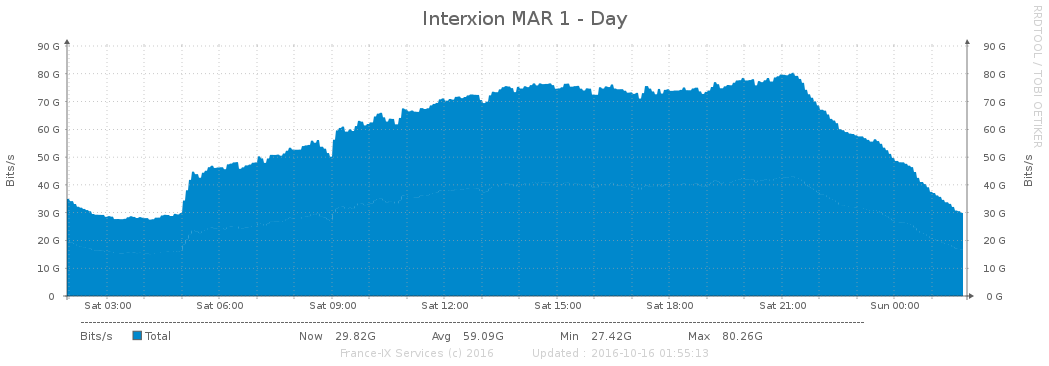 Interxion MAR 1 - Day
RRDTOOL / TOBI OETIKER
Bits/s
90 G 90 G
80 G 80 G
70 G 70 G
60 G 60 G
50 G 50 G
40 G 40 G
30 G 30 G
20 G 20 G
10 G 10 G
0 0 G
Bits/s
Sat 03:00 Sat 06:00 Sat 09:00 Sat 12:00 Sat 15:00 Sat 18:00 Sat 21:00 Sun 00:00
Bits/s Total Now 29.82G Avg 59.09G Min 27.42G Max 80.26G
France-IX Services (c) 2016 Updated : 2016-10-16 01:55:13